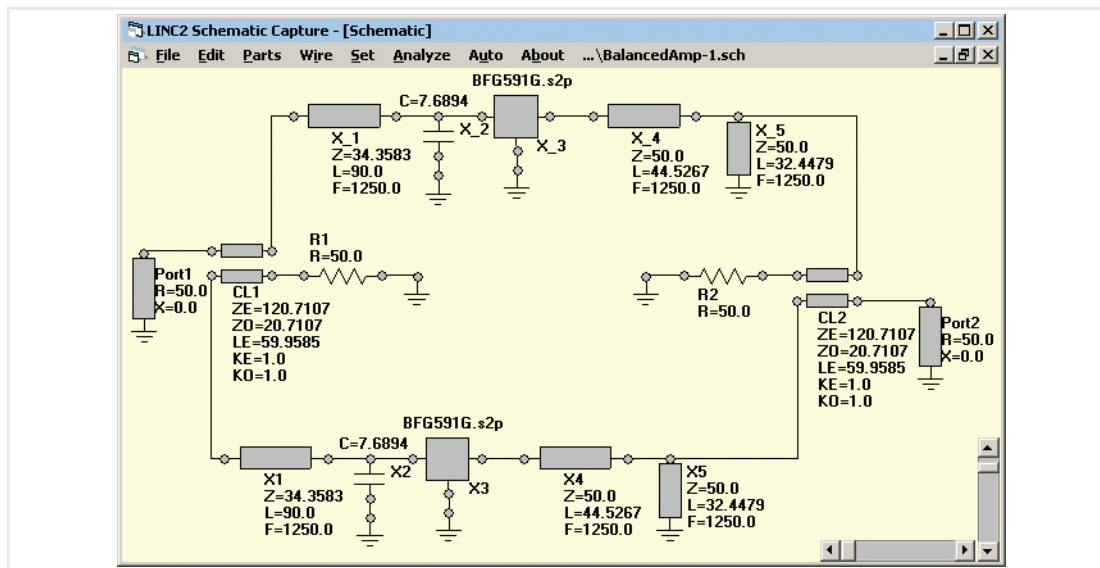 LINC2 Schematic Capture - [Schematic]
File Edit Parts Wire Set Analyze Auto About ...\BalancedAmp-1.sch
BFG591G.s2p
C=7.6894
X_1
Z=34.3583
L=90.0
F=1250.0
X_2
X_3
X_4
Z=50.0
L=44.5267
F=1250.0
X_5
Z=50.0
L=32.4479
F=1250.0
Port1
R=50.0
X=0.0
R1
R=50.0
CL1
ZE=120.7107
ZO=20.7107
LE=59.9585
KE=1.0
KO=1.0
R2
R=50.0
CL2
ZE=120.7107
ZO=20.7107
LE=59.9585
KE=1.0
KO=1.0
Port2
R=50.0
X=0.0
BFG591G.s2p
C=7.6894
X1
Z=34.3583
L=90.0
F=1250.0
X2
X3
X4
Z=50.0
L=44.5267
F=1250.0
X5
Z=50.0
L=32.4479
F=1250.0